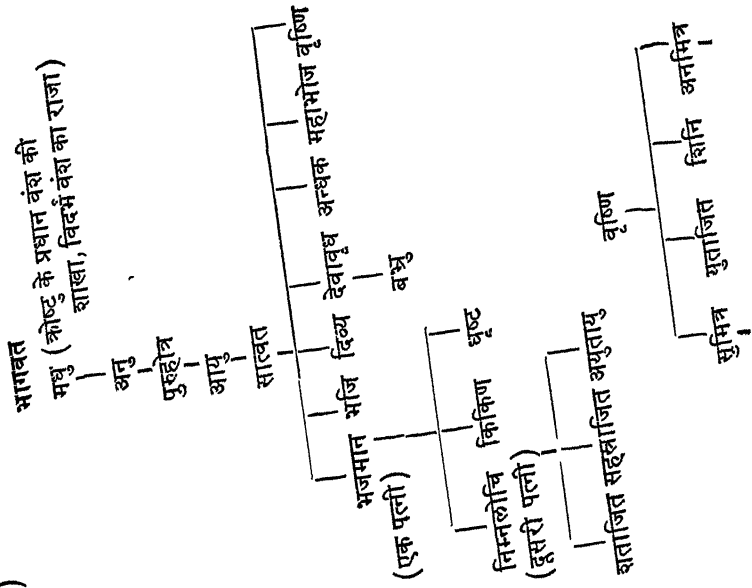 भागवत
मधु (क्रोष्टु के प्रधान वंश की
शाखा, विदर्भ वंश का राजा)
अनु
पुरुहोत्र
आयु
सात्वत
भजमान भजि दिव्य देवावृध अन्धक महाभोज वृष्णि
(एक पत्नी)
बभ्रु
निम्नलोचि किंकिण धृष्ट
(दूसरी पत्नी)
शताजित सहस्राजित अयुतायु
वृष्णि
सुमित्र युताजित शिनि अनमित्र
)